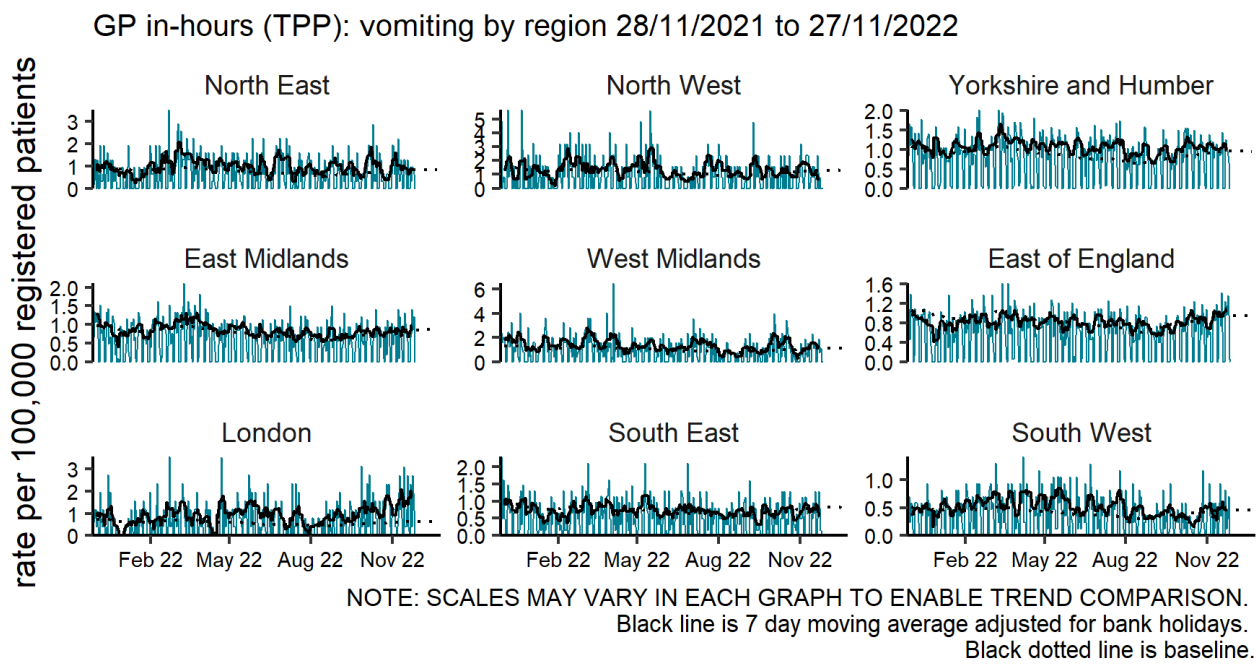 GP in-hours (TPP): vomiting by region 28/11/2021 to 27/11/2022
rate per 100,000 registered patients
North East
3
2
1
0
North West
5
4
3
2
1
0
Yorkshire and Humber
2.0
1.5
1.0
0.5
0.0
East Midlands
2.0
1.5
1.0
0.5
0.0
West Midlands
6
4
2
0
East of England
1.6
1.2
0.8
0.4
0.0
London
3
2
1
0
South East
2.0
1.5
1.0
0.5
0.0
South West
1.0
0.5
0.0
Feb 22 May 22 Aug 22 Nov 22
Feb 22 May 22 Aug 22 Nov 22
Feb 22 May 22 Aug 22 Nov 22
NOTE: SCALES MAY VARY IN EACH GRAPH TO ENABLE TREND COMPARISON.
Black line is 7 day moving average adjusted for bank holidays.
Black dotted line is baseline.